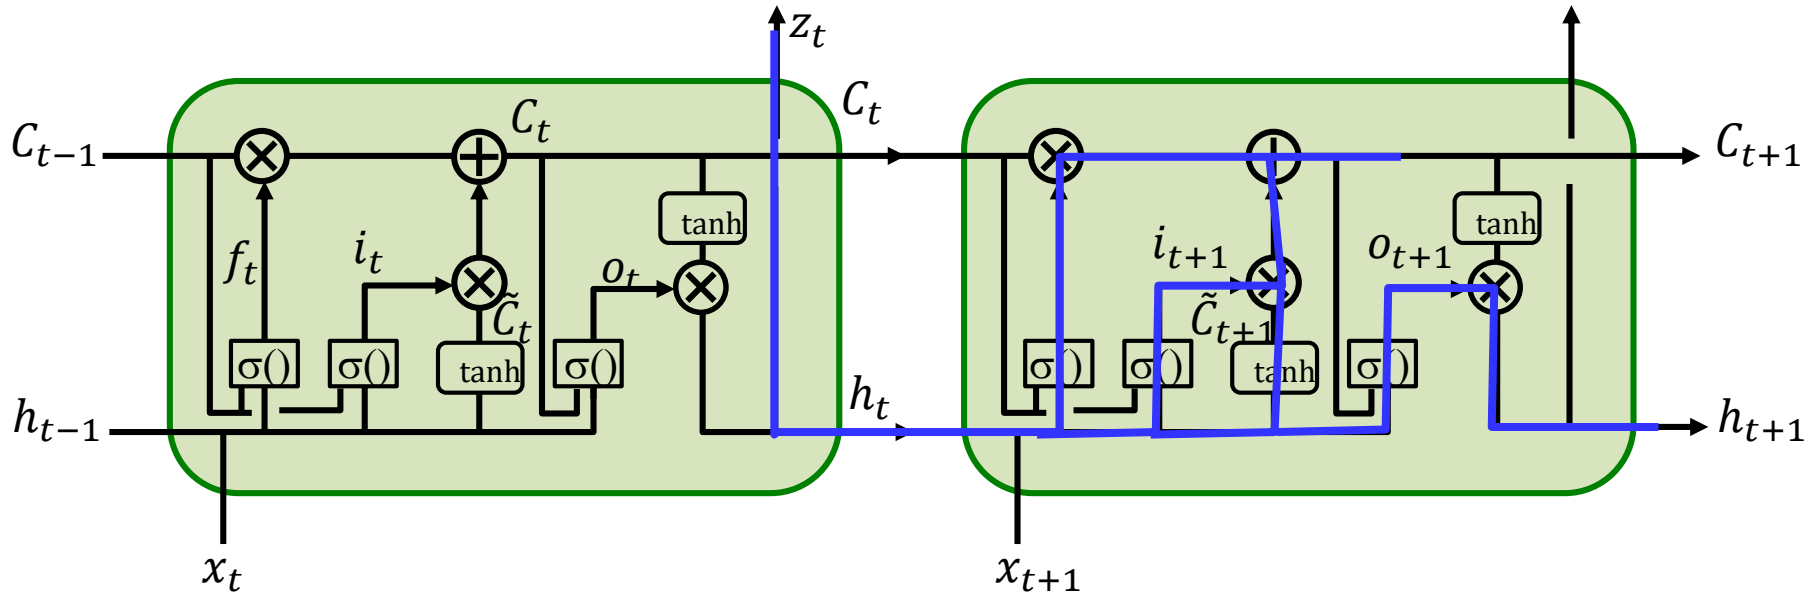 z_t
C_{t−1}
C_t
C_t
C_{t+1}
tanh
tanh
f_t
i_t
o_t
i_{t+1}
o_{t+1}
C̃_t
C̃_{t+1}
σ()
σ()
tanh
σ()
σ()
σ()
tanh
σ()
h_{t−1}
h_t
h_{t+1}
x_t
x_{t+1}